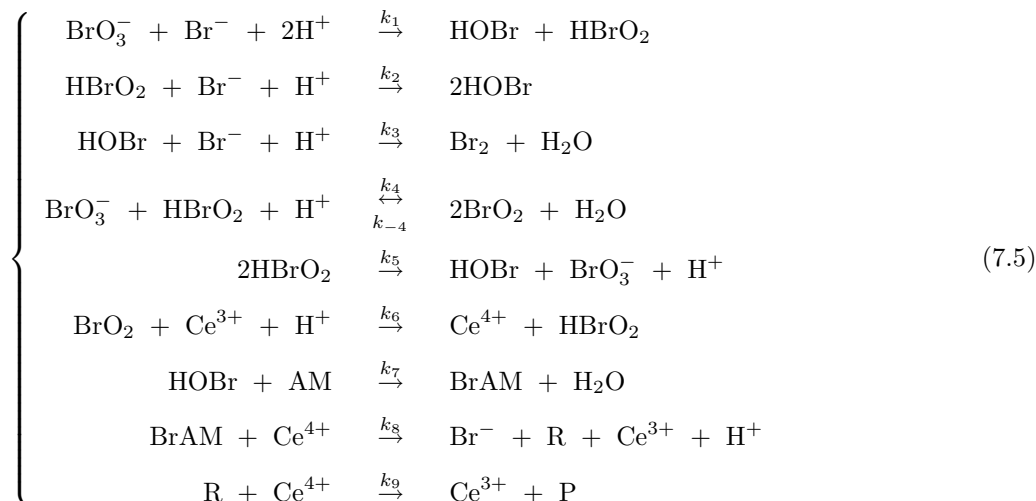 BrO₃⁻ + Br⁻ + 2H⁺ →(k₁) HOBr + HBrO₂
HBrO₂ + Br⁻ + H⁺ →(k₂) 2HOBr
HOBr + Br⁻ + H⁺ →(k₃) Br₂ + H₂O
BrO₃⁻ + HBrO₂ + H⁺ ↔(k₄, k₋₄) 2BrO₂ + H₂O
2HBrO₂ →(k₅) HOBr + BrO₃⁻ + H⁺ (7.5)
BrO₂ + Ce³⁺ + H⁺ →(k₆) Ce⁴⁺ + HBrO₂
HOBr + AM →(k₇) BrAM + H₂O
BrAM + Ce⁴⁺ →(k₈) Br⁻ + R + Ce³⁺ + H⁺
R + Ce⁴⁺ →(k₉) Ce³⁺ + P